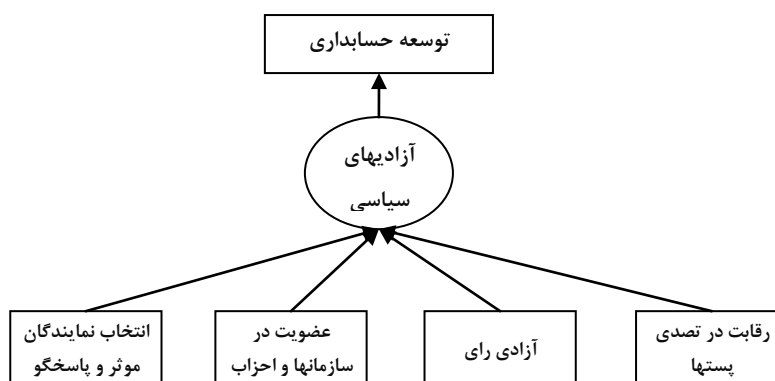 توسعه حسابداری
آزادیهای
سیاسی
رقابت در تصدی
پستها
آزادی رای
عضویت در
سازمانها و احزاب
انتخاب نمایندگان
موثر و پاسخگو